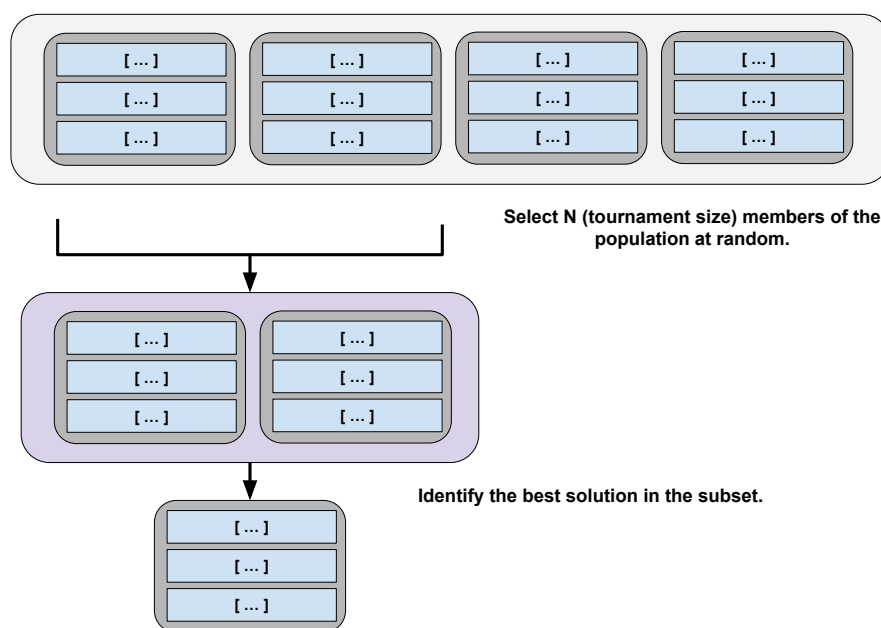 [ ... ] [ ... ] [ ... ] [ ... ]
[ ... ] [ ... ] [ ... ] [ ... ]
[ ... ] [ ... ] [ ... ] [ ... ]
Select N (tournament size) members of the
population at random.
[ ... ] [ ... ]
[ ... ] [ ... ]
[ ... ] [ ... ]
Identify the best solution in the subset.
[ ... ]
[ ... ]
[ ... ]